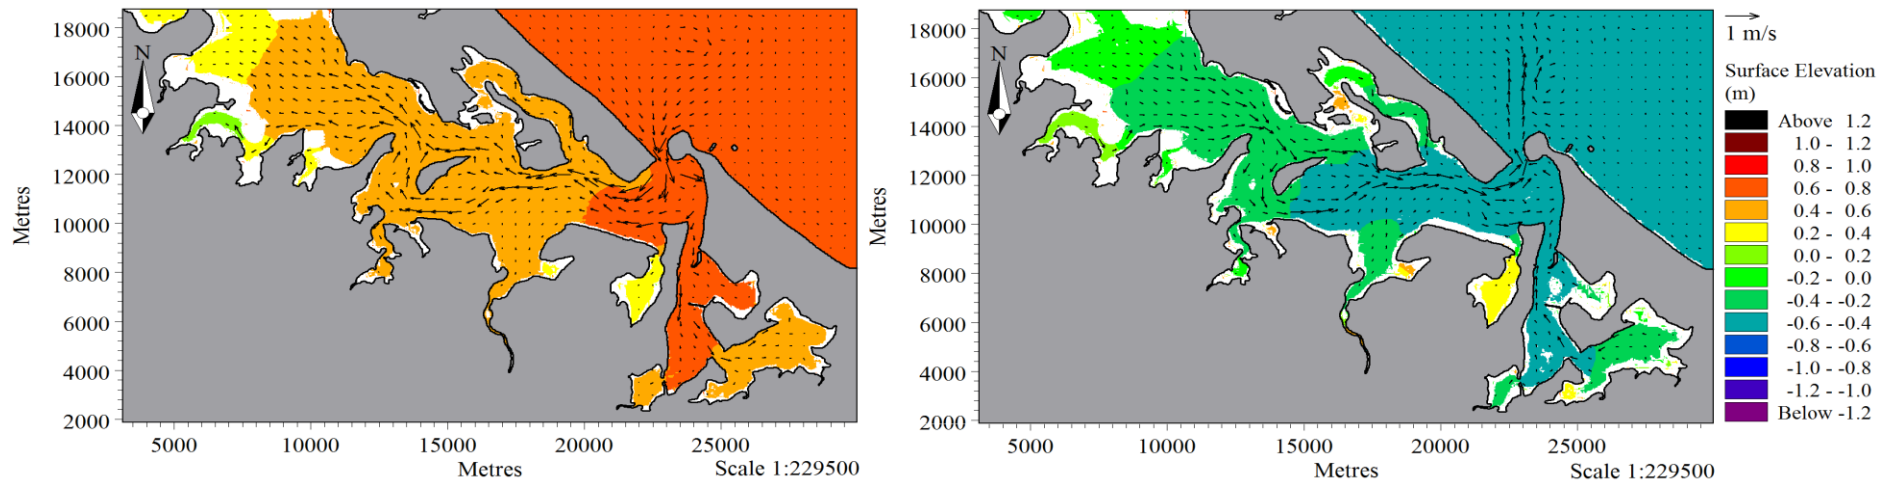 18000
16000
14000
12000
10000
8000
6000
4000
2000
Metres
N
5000 10000 15000 20000 25000
Metres
Scale 1:229500
18000
16000
14000
12000
10000
8000
6000
4000
2000
Metres
N
5000 10000 15000 20000 25000
Metres
Scale 1:229500
1 m/s
Surface Elevation
(m)
Above 1.2
1.0 - 1.2
0.8 - 1.0
0.6 - 0.8
0.4 - 0.6
0.2 - 0.4
0.0 - 0.2
-0.2 - 0.0
-0.4 - -0.2
-0.6 - -0.4
-0.8 - -0.6
-1.0 - -0.8
-1.2 - -1.0
Below -1.2